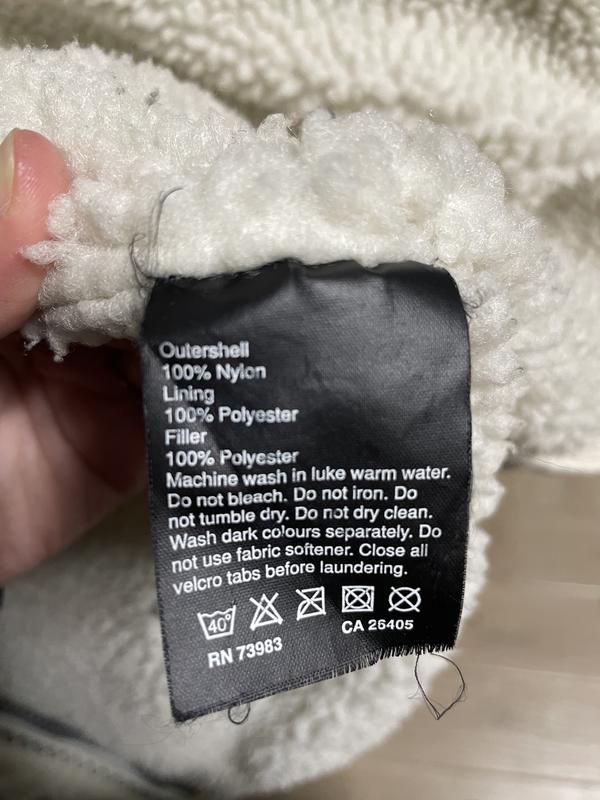 Outershell
100% Nylon
Lining
100% Polyester
Filler
100% Polyester
Machine wash in luke warm water.
Do not bleach. Do not iron. Do
not tumble dry. Do not dry clean.
Wash dark colours separately. Do
not use fabric softener. Close all
velcro tabs before laundering.
40°
RN 73983
CA 26405